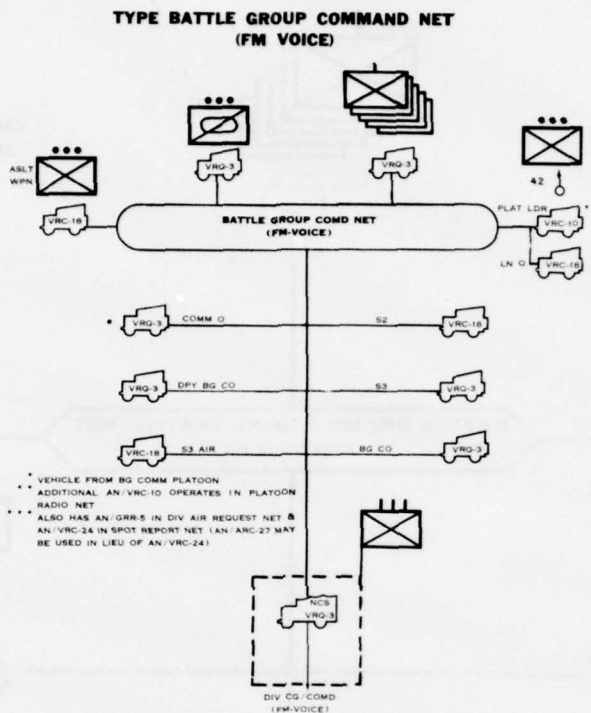 TYPE BATTLE GROUP COMMAND NET
(FM VOICE)
ASLT
WPN
VRC-18
VRQ-3
VRQ-3
4.2
PLAT LDR
VRC-10 *
LN O
VRC-18
BATTLE GROUP COMD NET
(FM-VOICE)
* VRQ-3
COMM O
S2
VRC-18
VRQ-3
DPY BG CO
S3
VRQ-3
VRC-18
S3 AIR
BG CO
VRQ-3
* VEHICLE FROM BG COMM PLATOON
* * ADDITIONAL AN/VRC-10 OPERATES IN PLATOON
RADIO NET
* * * ALSO HAS AN/GRR-5 IN DIV AIR REQUEST NET &
AN/VRC-24 IN SPOT REPORT NET (AN/ARC-27 MAY
BE USED IN LIEU OF AN/VRC-24)
NCS
VRQ-3
DIV CG/COMD
(FM-VOICE)